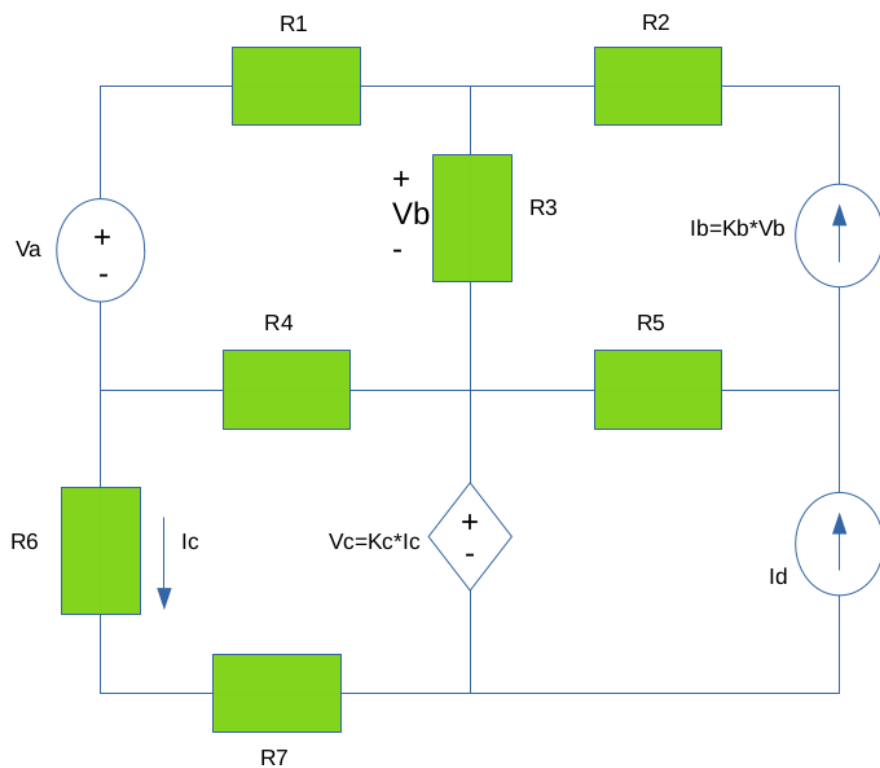 R1
R2
+
Vb
-
R3
Va
+
-
Ib=Kb*Vb
R4
R5
R6
Ic
Vc=Kc*Ic
+
-
Id
R7